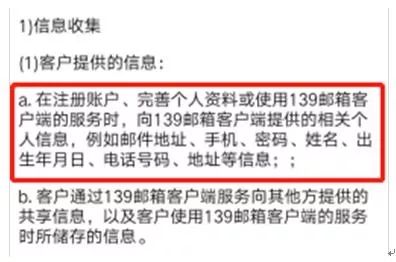 1)信息收集
(1)客户提供的信息：
a. 在注册账户、完善个人资料或使用139邮箱客
户端的服务时，向139邮箱客户端提供的相关个
人信息，例如邮件地址、手机、密码、姓名、出
生年月日、电话号码、地址等信息；；
b. 客户通过139邮箱客户端服务向其他方提供的
共享信息，以及客户使用139邮箱客户端的服务
时所储存的信息。